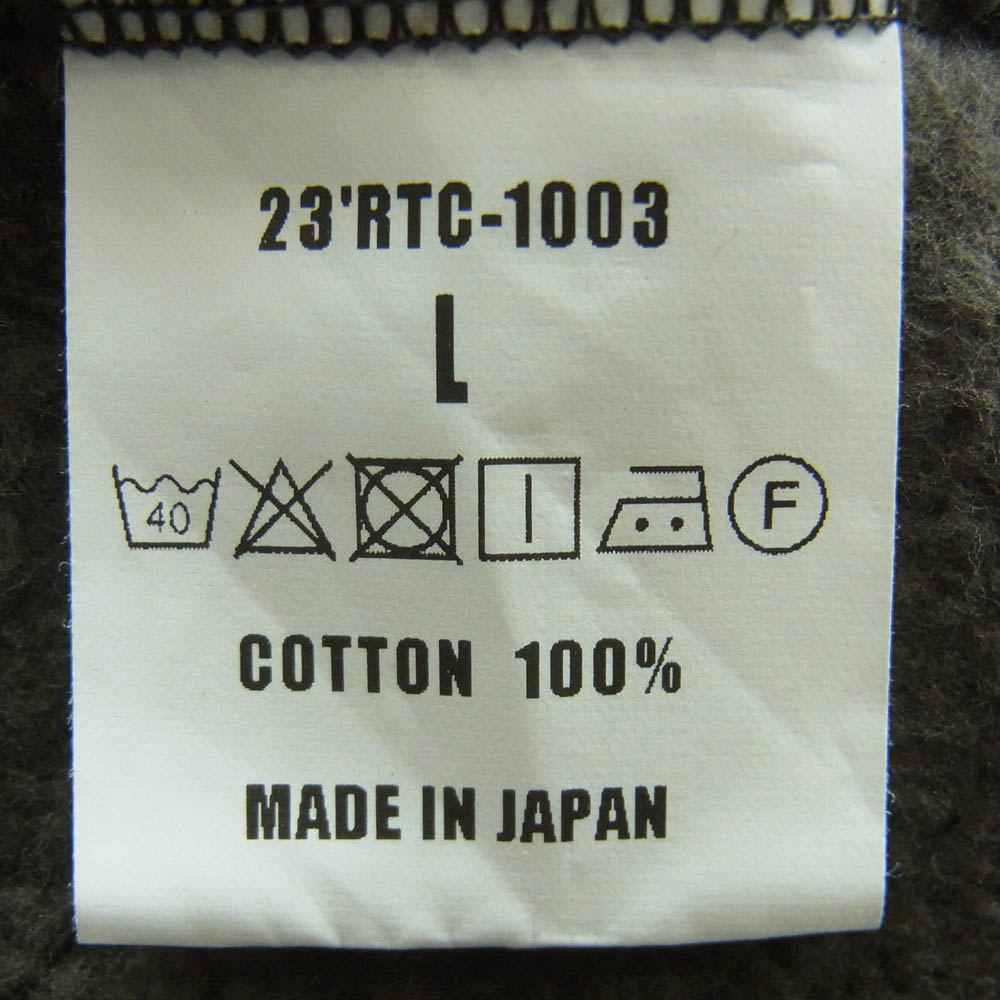 23'RTC-1003
L
40 F
COTTON 100%
MADE IN JAPAN